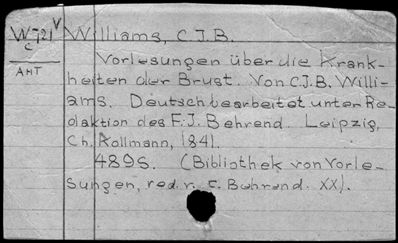 W721 V Williams, C.J.B.
c
AHT
Vorlesungen über die Krank-
heiten der Brust. Von C.J.B. Willi-
ams. Deutsch bearbeitet unter Re-
daktion des F.J. Behrend. Leipzig,
Ch. Kollmann, 1841.
489S. (Bibliothek von Vorle-
sungen, red. v. F. Behrend. XX).